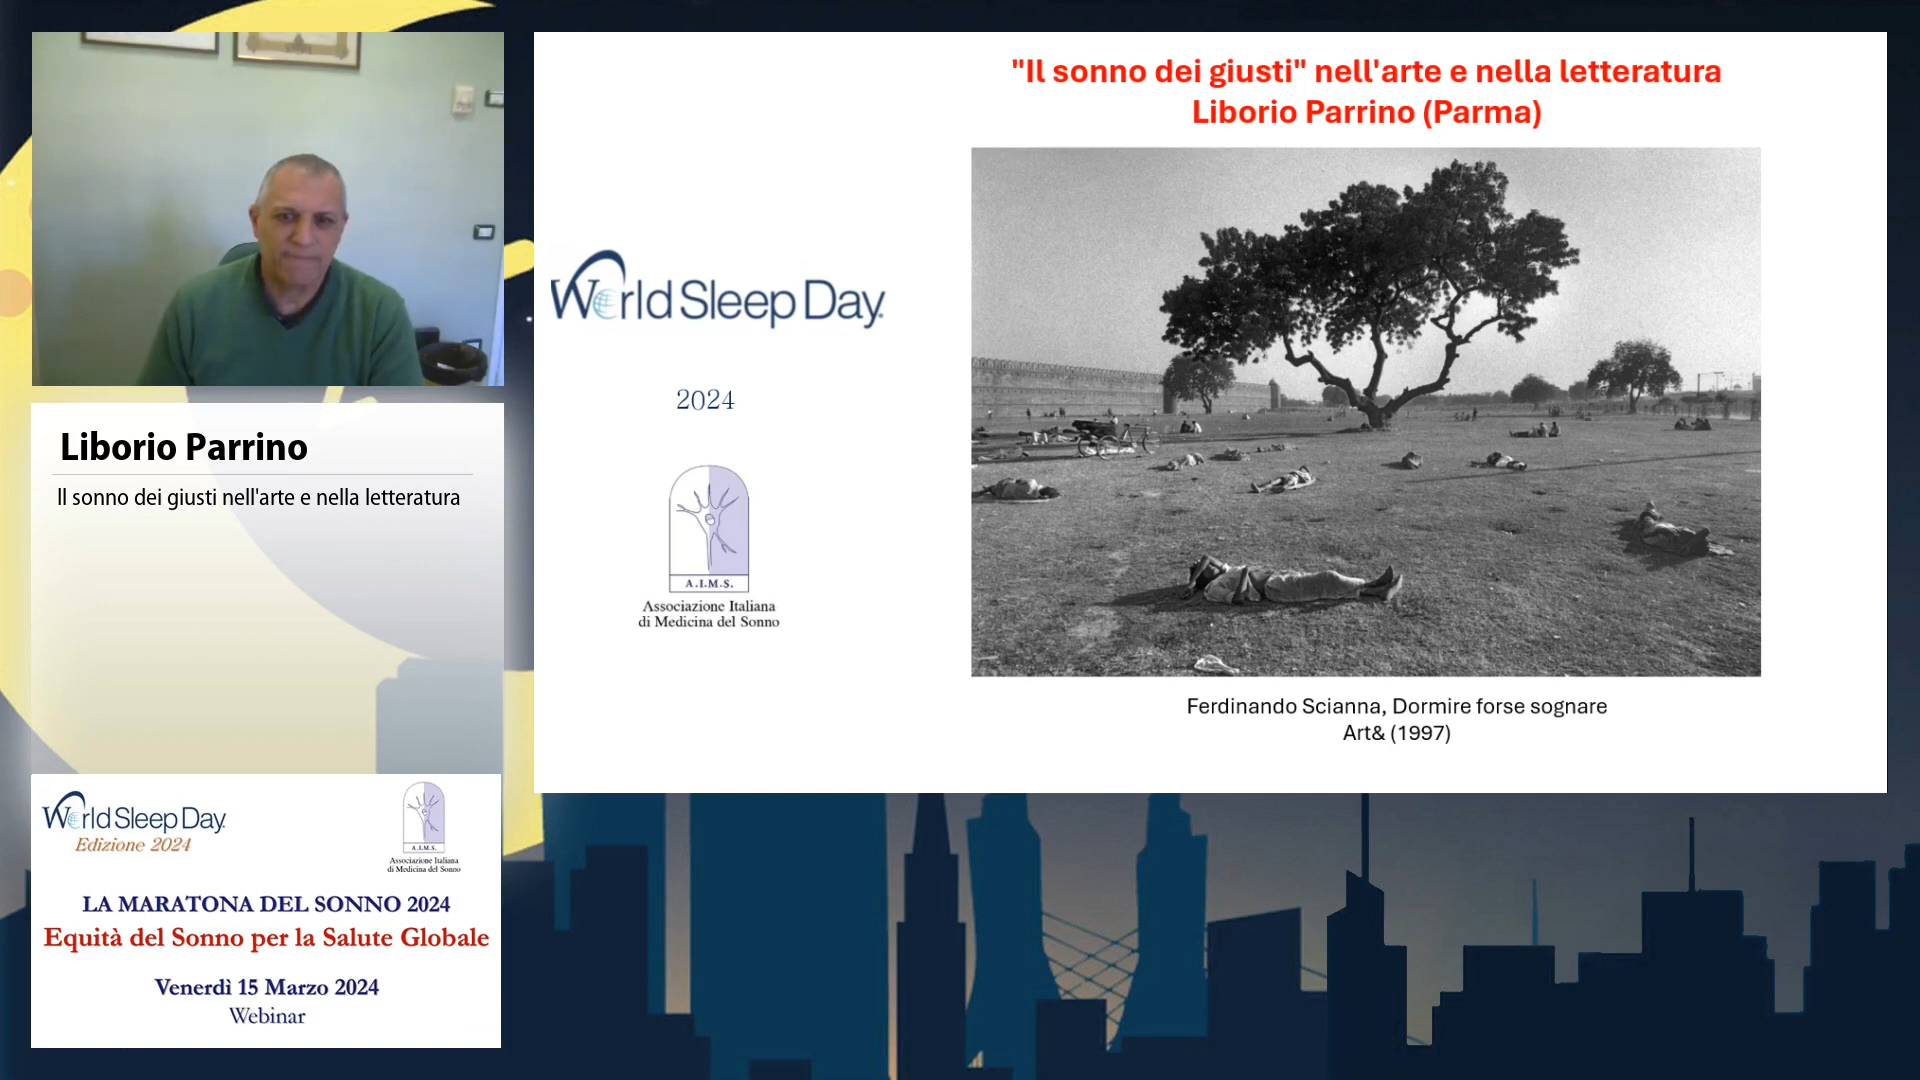 Liborio Parrino
Il sonno dei giusti nell'arte e nella letteratura
World Sleep Day
Edizione 2024
A.I.M.S.
Associazione Italiana
di Medicina del Sonno
LA MARATONA DEL SONNO 2024
Equità del Sonno per la Salute Globale
Venerdì 15 Marzo 2024
Webinar
"Il sonno dei giusti" nell'arte e nella letteratura
Liborio Parrino (Parma)
World Sleep Day
2024
A.I.M.S.
Associazione Italiana
di Medicina del Sonno
Ferdinando Scianna, Dormire forse sognare
Art& (1997)